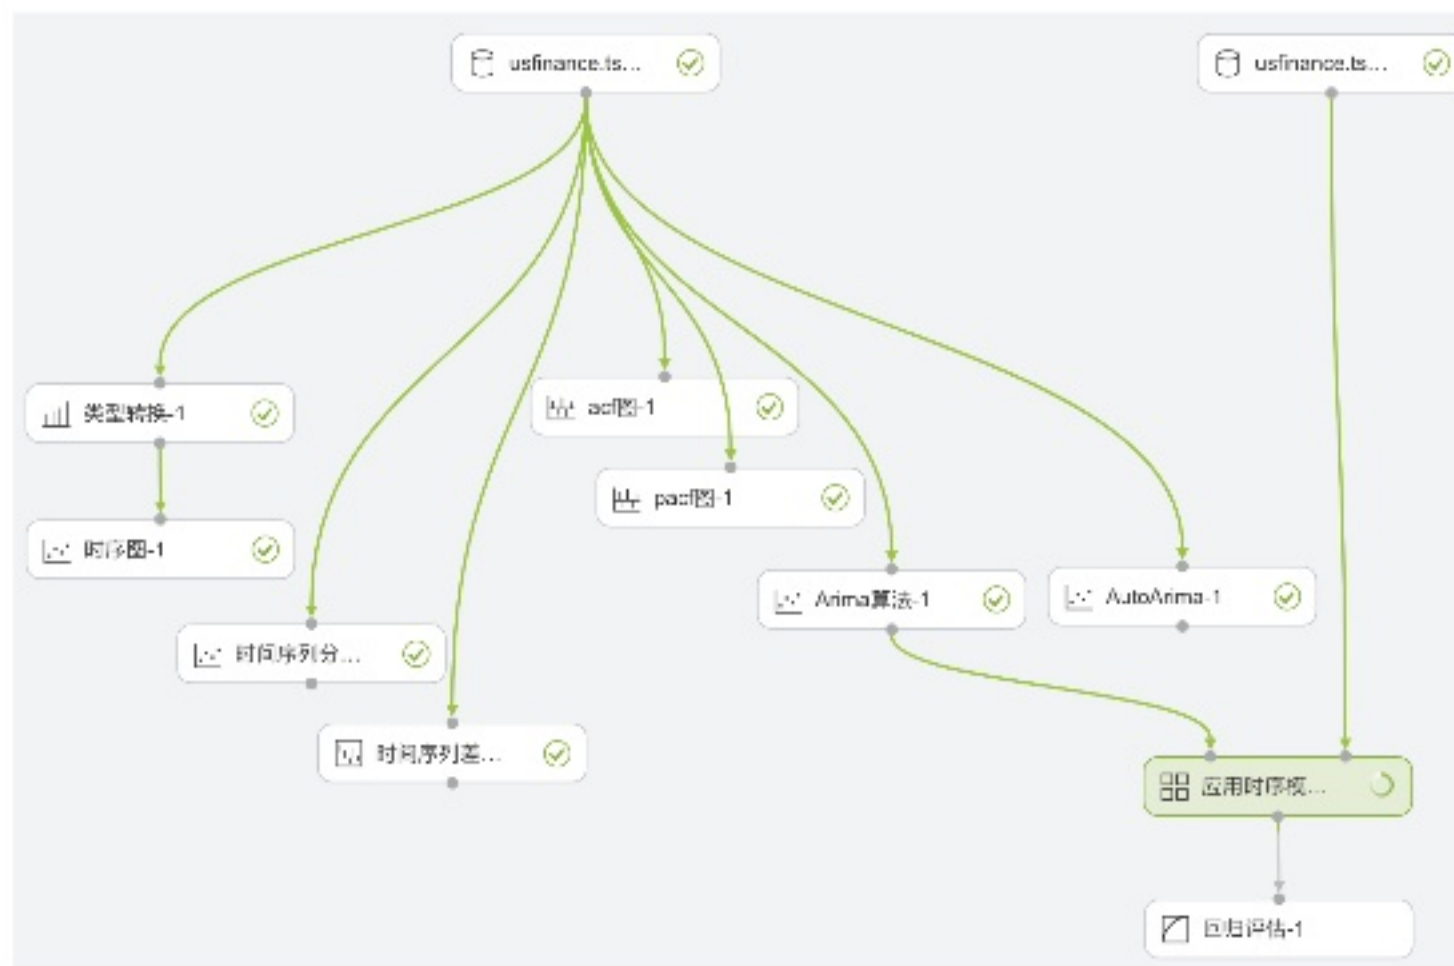 usfinance.ts...
usfinance.ts...
类型转换-1
acf图-1
pacf图-1
时序图-1
Arima算法-1
AutoArima-1
时间序列分...
时间序列差...
应用时序模...
回归评估-1